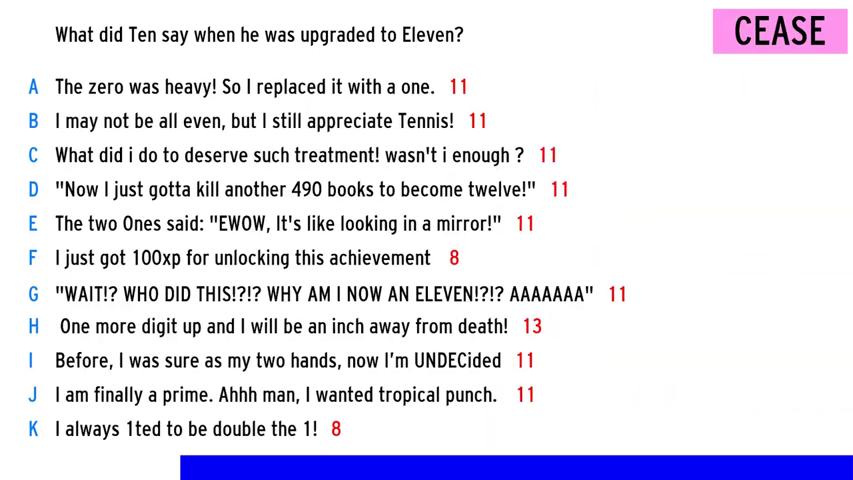 What did Ten say when he was upgraded to Eleven?
CEASE
A The zero was heavy! So I replaced it with a one. 11
B I may not be all even, but I still appreciate Tennis! 11
C What did i do to deserve such treatment! wasn't i enough ? 11
D "Now I just gotta kill another 490 books to become twelve!" 11
E The two Ones said: "EWOW, It's like looking in a mirror!" 11
F I just got 100xp for unlocking this achievement 8
G "WAIT!? WHO DID THIS!?!? WHY AM I NOW AN ELEVEN!?!? AAAAAAA" 11
H One more digit up and I will be an inch away from death! 13
I Before, I was sure as my two hands, now I'm UNDECided 11
J I am finally a prime. Ahhh man, I wanted tropical punch. 11
K I always 1ted to be double the 1! 8